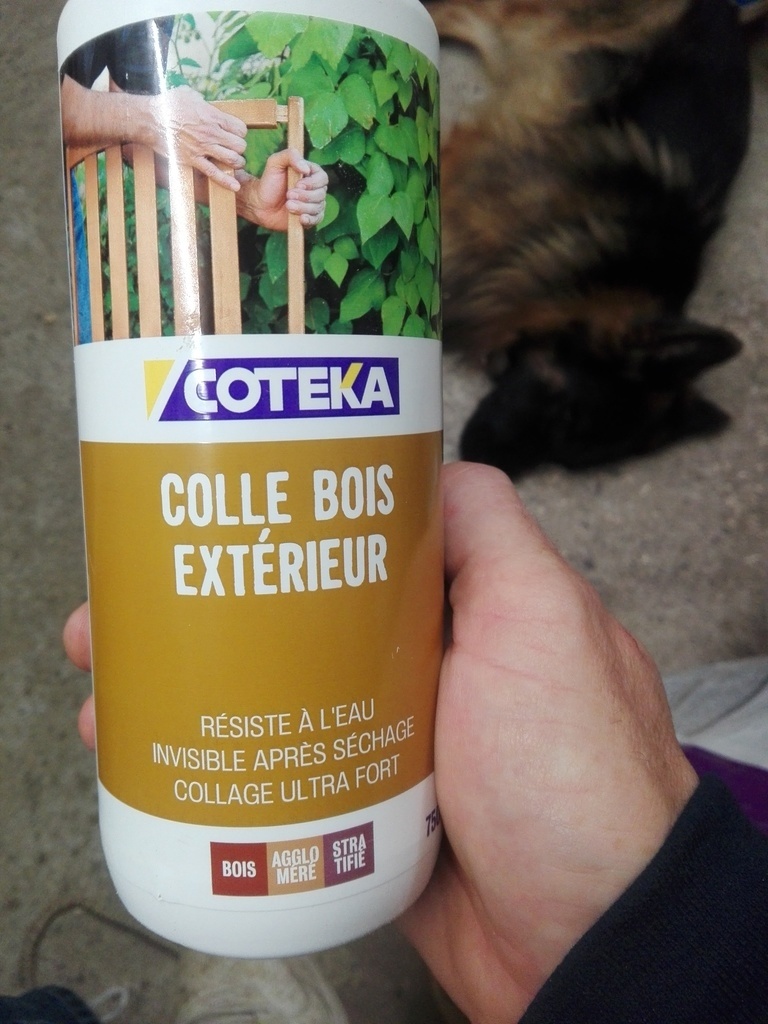 COTEKA
COLLE BOIS
EXTÉRIEUR
RÉSISTE À L'EAU
INVISIBLE APRÈS SÉCHAGE
COLLAGE ULTRA FORT
BOIS
AGGLO
MÉRÉ
STRA
TIFIÉ